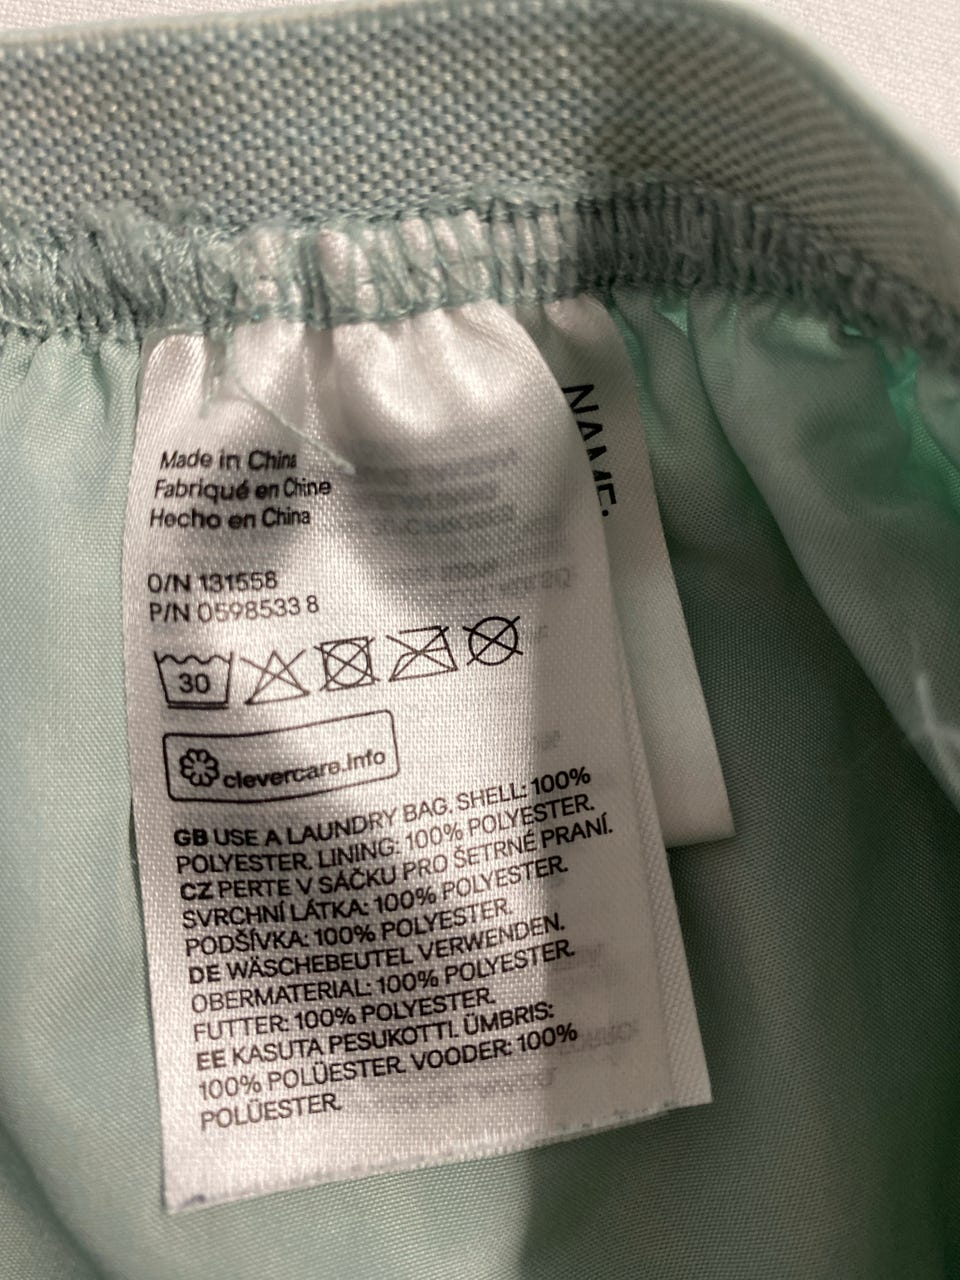 Made in China
Fabriqué en Chine
Hecho en China
O/N 131558
P/N 0598533 8
30
clevercare.info
GB USE A LAUNDRY BAG. SHELL: 100%
POLYESTER. LINING: 100% POLYESTER.
CZ PERTE V SÁČKU PRO ŠETRNÉ PRANÍ.
SVRCHNÍ LÁTKA: 100% POLYESTER.
PODŠÍVKA: 100% POLYESTER.
DE WÄSCHEBEUTEL VERWENDEN.
OBERMATERIAL: 100% POLYESTER.
FUTTER: 100% POLYESTER.
EE KASUTA PESUKOTTI. ÜMBRIS:
100% POLÜESTER. VOODER: 100%
POLÜESTER.
NAME: